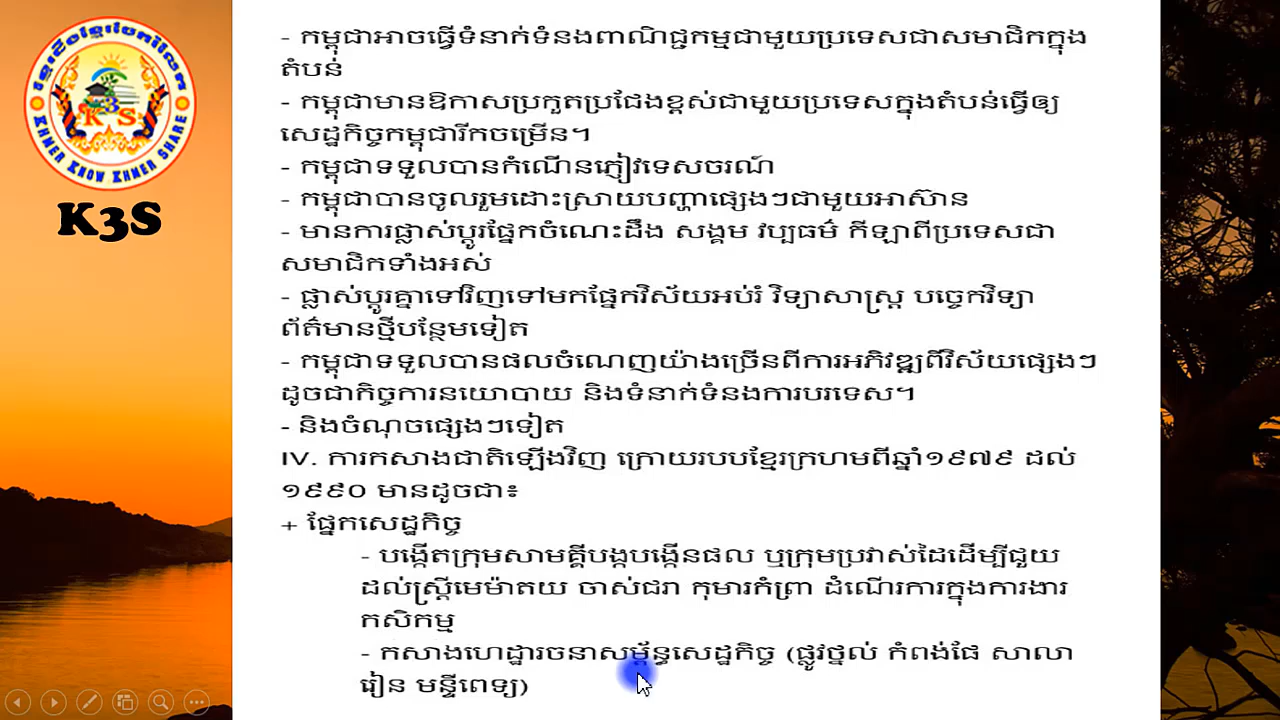 ខ្មែរចេះដឹងខ្មែរចែករំលែក
K3S
KHMER KNOW KHMER SHARE
K3S
- កម្ពុជាអាចធ្វើទំនាក់ទំនងពាណិជ្ជកម្មជាមួយប្រទេសជាសមាជិកក្នុង
តំបន់
- កម្ពុជាមានឱកាសប្រកួតប្រជែងខ្ពស់ជាមួយប្រទេសក្នុងតំបន់ធ្វើឲ្យ
សេដ្ឋកិច្ចកម្ពុជារីកចម្រើន។
- កម្ពុជាទទួលបានកំណើនភ្ញៀវទេសចរណ៍
- កម្ពុជាបានចូលរួមដោះស្រាយបញ្ហាផ្សេងៗជាមួយអាស៊ាន
- មានការផ្លាស់ប្ដូរផ្នែកចំណេះដឹង សង្គម វប្បធម៌ កីឡាពីប្រទេសជា
សមាជិកទាំងអស់
- ផ្លាស់ប្ដូរគ្នាទៅវិញទៅមកផ្នែកវិស័យអប់រំ វិទ្យាសាស្ត្រ បច្ចេកវិទ្យា
ព័ត៌មានថ្មីបន្ថែមទៀត
- កម្ពុជាទទួលបានផលចំណេញយ៉ាងច្រើនពីការអភិវឌ្ឍពីវិស័យផ្សេងៗ
ដូចជាកិច្ចការនយោបាយ និងទំនាក់ទំនងការបរទេស។
- និងចំណុចផ្សេងៗទៀត
IV. ការកសាងជាតិឡើងវិញ ក្រោយរបបខ្មែរក្រហមពីឆ្នាំ១៩៧៩ ដល់
១៩៩០ មានដូចជា៖
+ ផ្នែកសេដ្ឋកិច្ច
- បង្កើតក្រុមសាមគ្គីបង្កបង្កើនផល ឬក្រុមប្រវាស់ដៃដើម្បីជួយ
ដល់ស្ត្រីមេម៉ាតយ ចាស់ជរា កុមារកំព្រា ដំណើរការក្នុងការងារ
កសិកម្ម
- កសាងហេដ្ឋារចនាសម្ព័ន្ធសេដ្ឋកិច្ច (ផ្លូវថ្នល់ កំពង់ផែ សាលា
រៀន មន្ទីពេទ្យ)